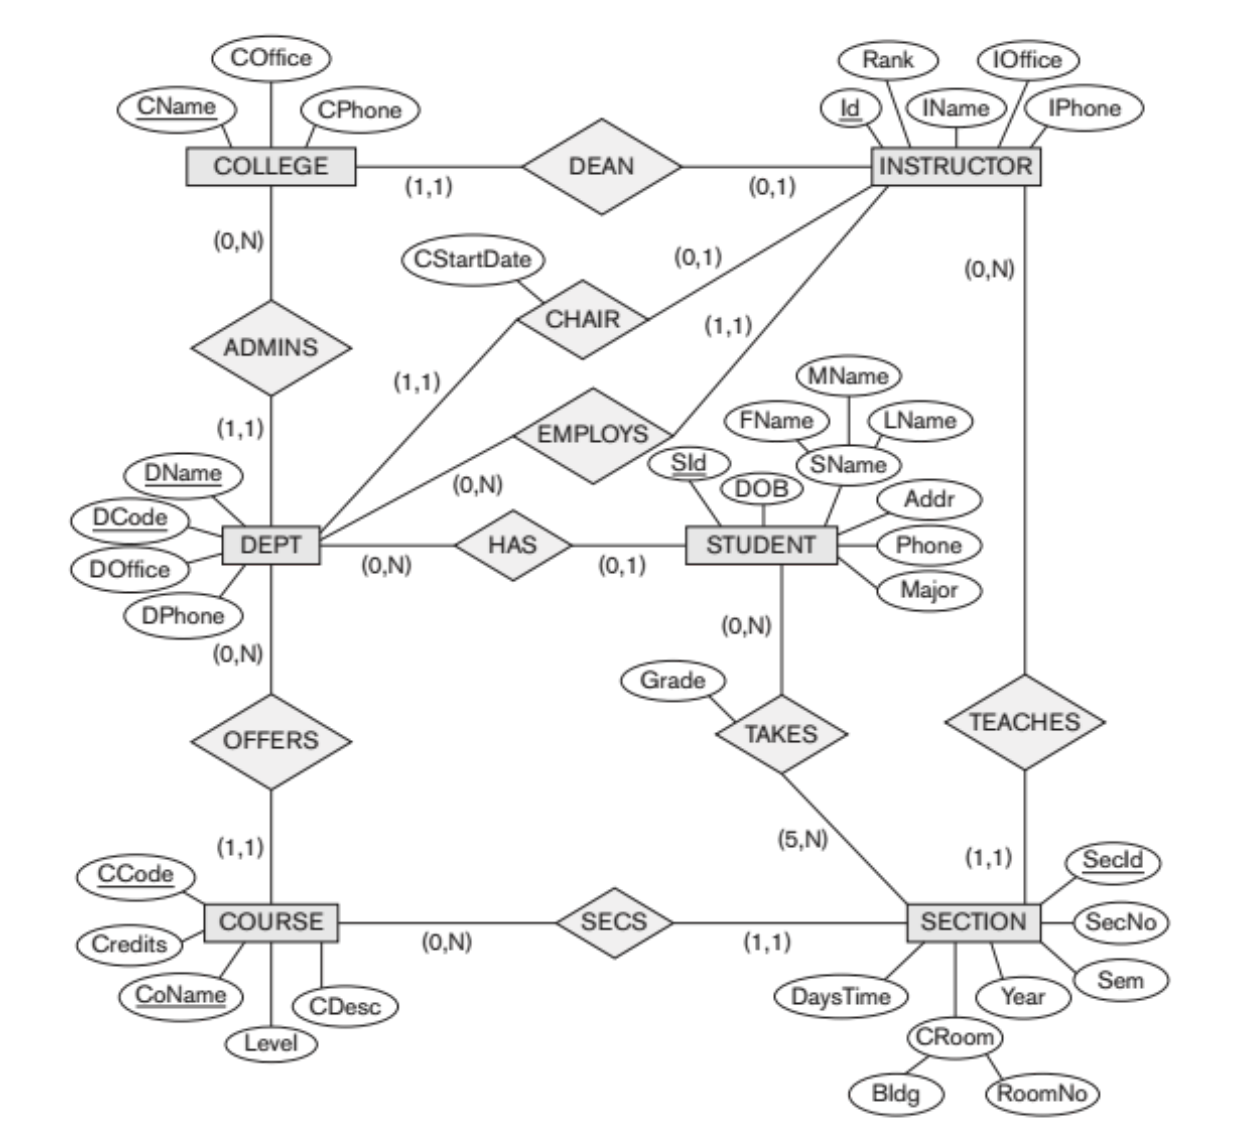 COffice
CName
CPhone
COLLEGE
(1,1)
DEAN
(0,1)
Rank
IOffice
Id
IName
IPhone
INSTRUCTOR
(0,N)
CStartDate
(0,1)
(0,N)
CHAIR
(1,1)
ADMINS
(1,1)
MName
FName
LName
(1,1)
EMPLOYS
SId
SName
DName
(0,N)
DOB
Addr
DCode
DEPT
(0,N)
HAS
(0,1)
STUDENT
Phone
DOffice
Major
DPhone
(0,N)
(0,N)
Grade
OFFERS
TAKES
TEACHES
(1,1)
(5,N)
(1,1)
SecId
CCode
COURSE
(0,N)
SECS
(1,1)
SECTION
SecNo
Credits
CoName
CDesc
DaysTime
Year
Sem
Level
CRoom
Bldg
RoomNo